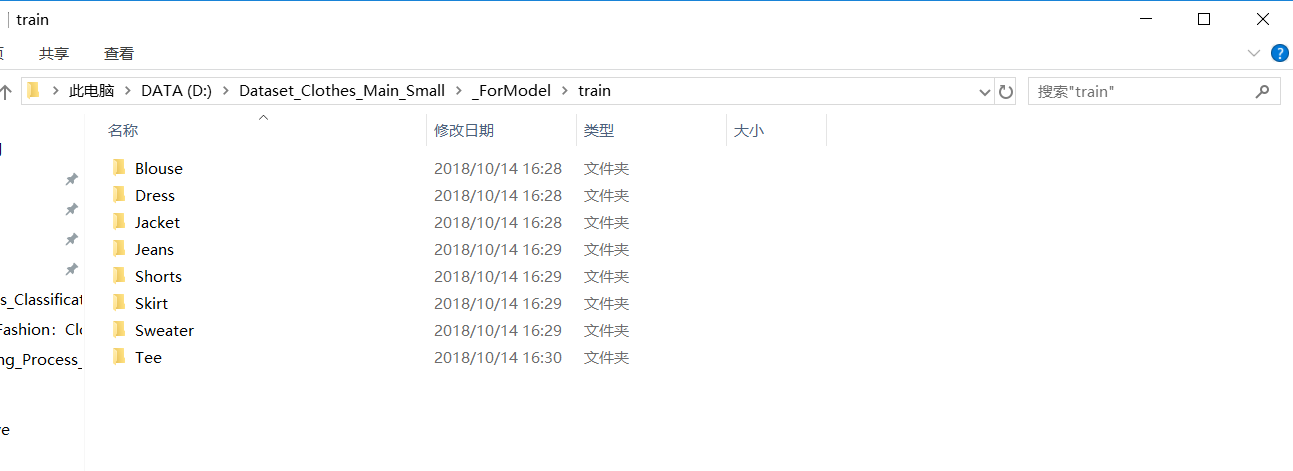 train
共享 查看
此电脑 DATA (D:) Dataset_Clothes_Main_Small _ForModel train 搜索"train"
名称 修改日期 类型 大小
Blouse 2018/10/14 16:28 文件夹
Dress 2018/10/14 16:28 文件夹
Jacket 2018/10/14 16:28 文件夹
Jeans 2018/10/14 16:29 文件夹
Shorts 2018/10/14 16:29 文件夹
Skirt 2018/10/14 16:29 文件夹
Sweater 2018/10/14 16:29 文件夹
Tee 2018/10/14 16:30 文件夹
s_Classificat
Fashion: Clo
ng_Process_